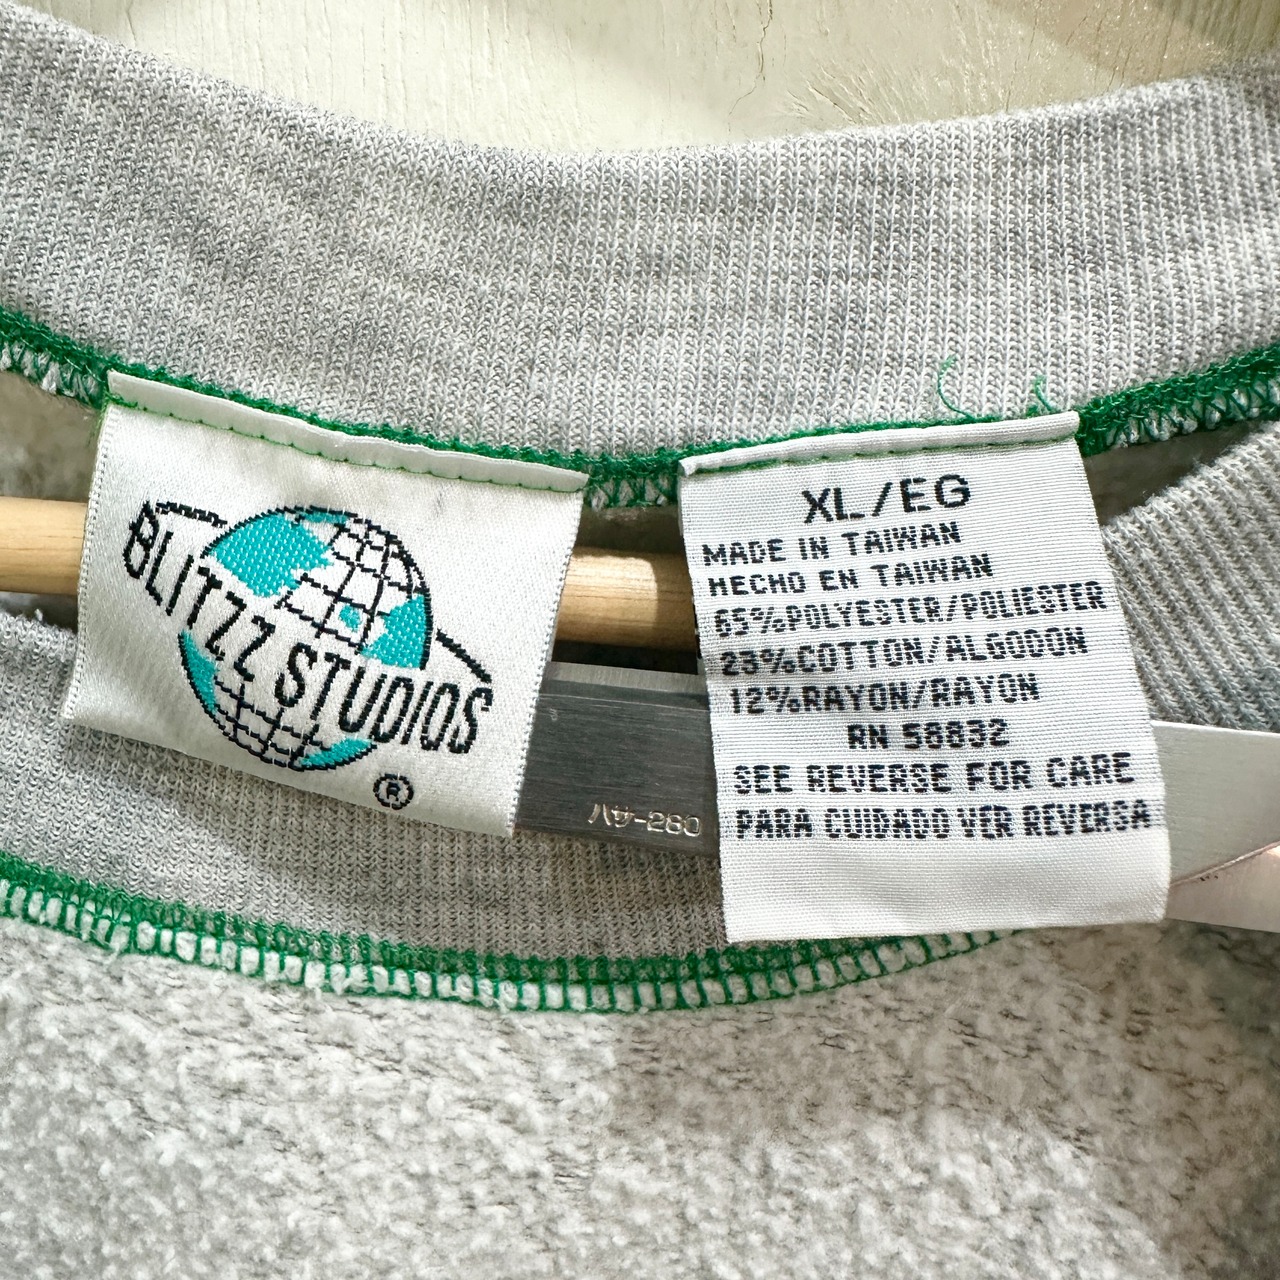 BLITZZ STUDIOS
®
XL/EG
MADE IN TAIWAN
HECHO EN TAIWAN
65%POLYESTER/POLIESTER
23%COTTON/ALGODON
12%RAYON/RAYON
RN 58832
SEE REVERSE FOR CARE
PARA CUIDADO VER REVERSA
ハサ-280